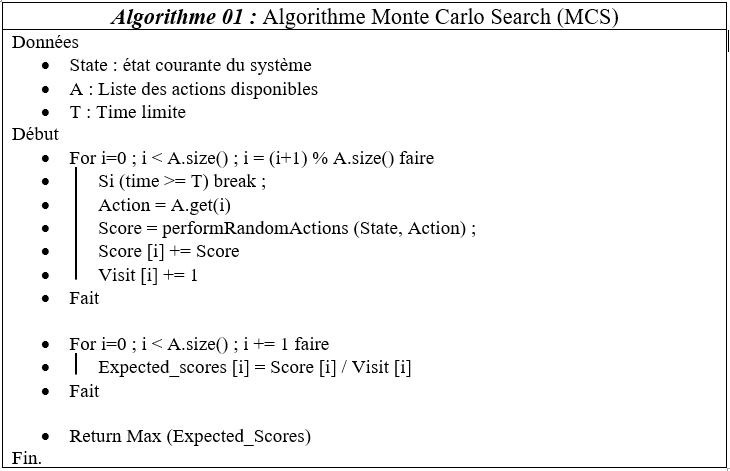 Algorithme 01 : Algorithme Monte Carlo Search (MCS)
Données
• State : état courante du système
• A : Liste des actions disponibles
• T : Time limite
Début
• For i=0 ; i < A.size() ; i = (i+1) % A.size() faire
• Si (time >= T) break ;
• Action = A.get(i)
• Score = performRandomActions (State, Action) ;
• Score [i] += Score
• Visit [i] += 1
• Fait
• For i=0 ; i < A.size() ; i += 1 faire
• Expected_scores [i] = Score [i] / Visit [i]
• Fait
• Return Max (Expected_Scores)
Fin.